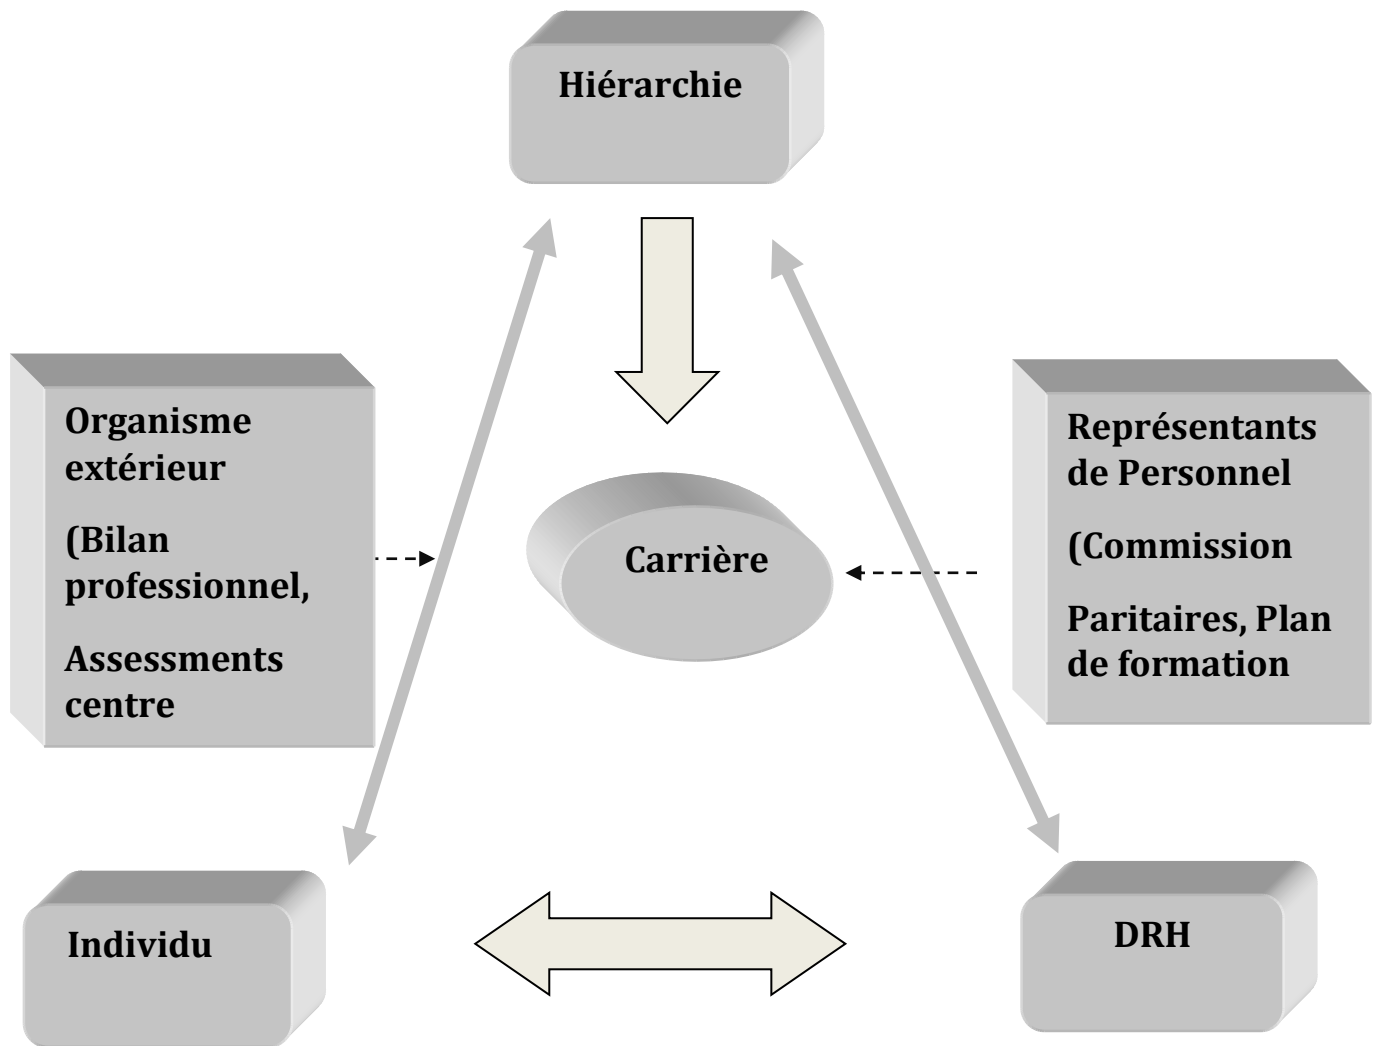 Hiérarchie
Organisme
extérieur
(Bilan
professionnel,
Assessments
centre
Carrière
Représentants
de Personnel
(Commission
Paritaires, Plan
de formation
Individu
DRH